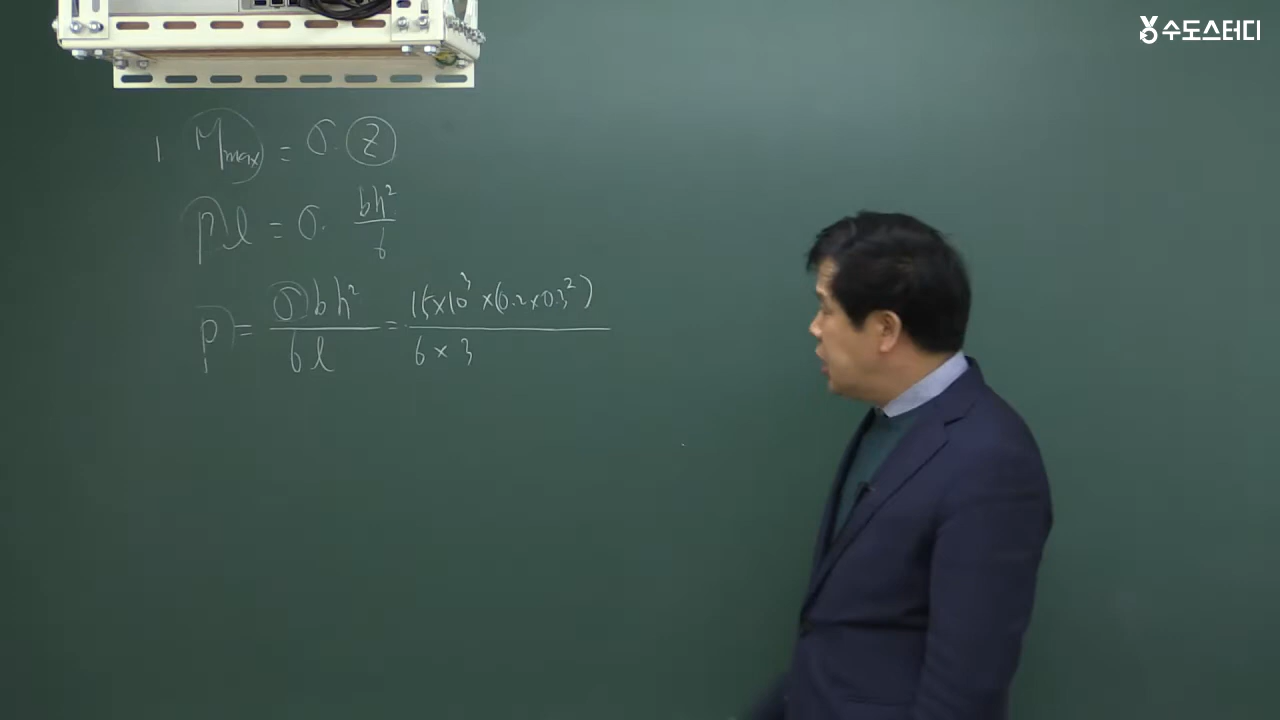 수도스터디
1 Mmax = σ · Z
Pl = σ · bh²/6
P = σbh²/6l = 15×10³×(0.2×0.3²)/6×3